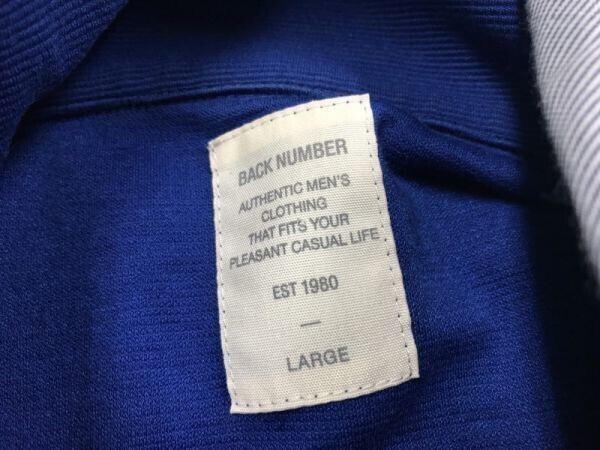 BACK NUMBER
AUTHENTIC MEN'S
CLOTHING
THAT FITS YOUR
PLEASANT CASUAL LIFE
EST 1980
—
LARGE